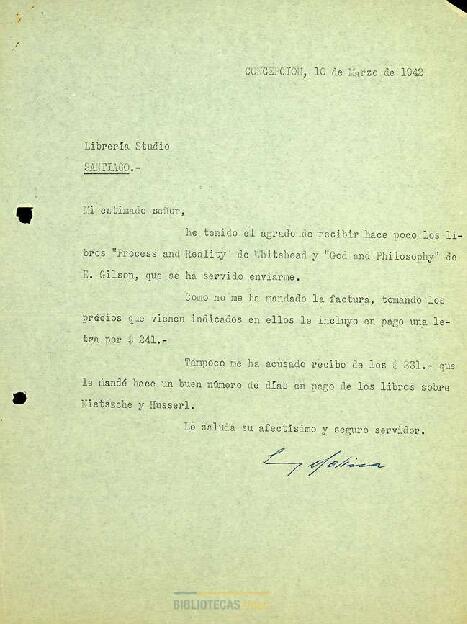 CONCEPCION, 10 de Marzo de 1942
Librería Studio
SANTIAGO.-
Mi estimado señor,
he tenido el agrado de recibir hace poco los li-
bros "Process and Reality" de Whitehead y "God and Philosophy" de
E. Gilson, que se ha servido enviarme.
Como no me ha mandado la factura, tomando los
precios que vienen indicados en ellos le incluyo en pago una le-
tra por $ 241.-
Tampoco me ha acusado recibo de los $ 231.- que
le mandé hace un buen número de días en pago de los libros sobre
Nietzsche y Husserl.
Le saluda su afectísimo y seguro servidor.
Molina
BIBLIOTECAS